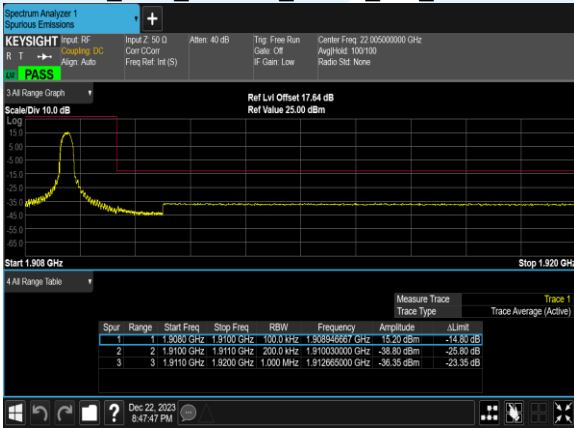 Spectrum Analyzer 1
Spurious Emissions
+
KEYSIGHT Input: RF Input Z: 50 Ω Atten: 40 dB Trig: Free Run Center Freq: 22.005000000 GHz
R T Coupling: DC Corr CCorr Gate: Off Avg|Hold: 100/100
Align: Auto Freq Ref: Int (S) IF Gain: Low Radio Std: None
PASS
3 All Range Graph
Ref Lvl Offset 17.64 dB
Scale/Div 10.0 dB Ref Value 25.00 dBm
Log
15.0
5.00
-5.00
-15.0
-25.0
-35.0
-45.0
-55.0
-65.0
Start 1.908 GHz Stop 1.920 GHz
4 All Range Table
Measure Trace Trace 1
Trace Type Trace Average (Active)
Spur Range Start Freq Stop Freq RBW Frequency Amplitude ΔLimit
1 1 1.9080 GHz 1.9100 GHz 100.0 kHz 1.908946667 GHz 15.20 dBm -14.80 dB
2 2 1.9100 GHz 1.9110 GHz 200.0 kHz 1.910030000 GHz -38.80 dBm -25.80 dB
3 3 1.9110 GHz 1.9200 GHz 1.000 MHz 1.912665000 GHz -36.35 dBm -23.35 dB
? Dec 22, 2023
8:47:47 PM